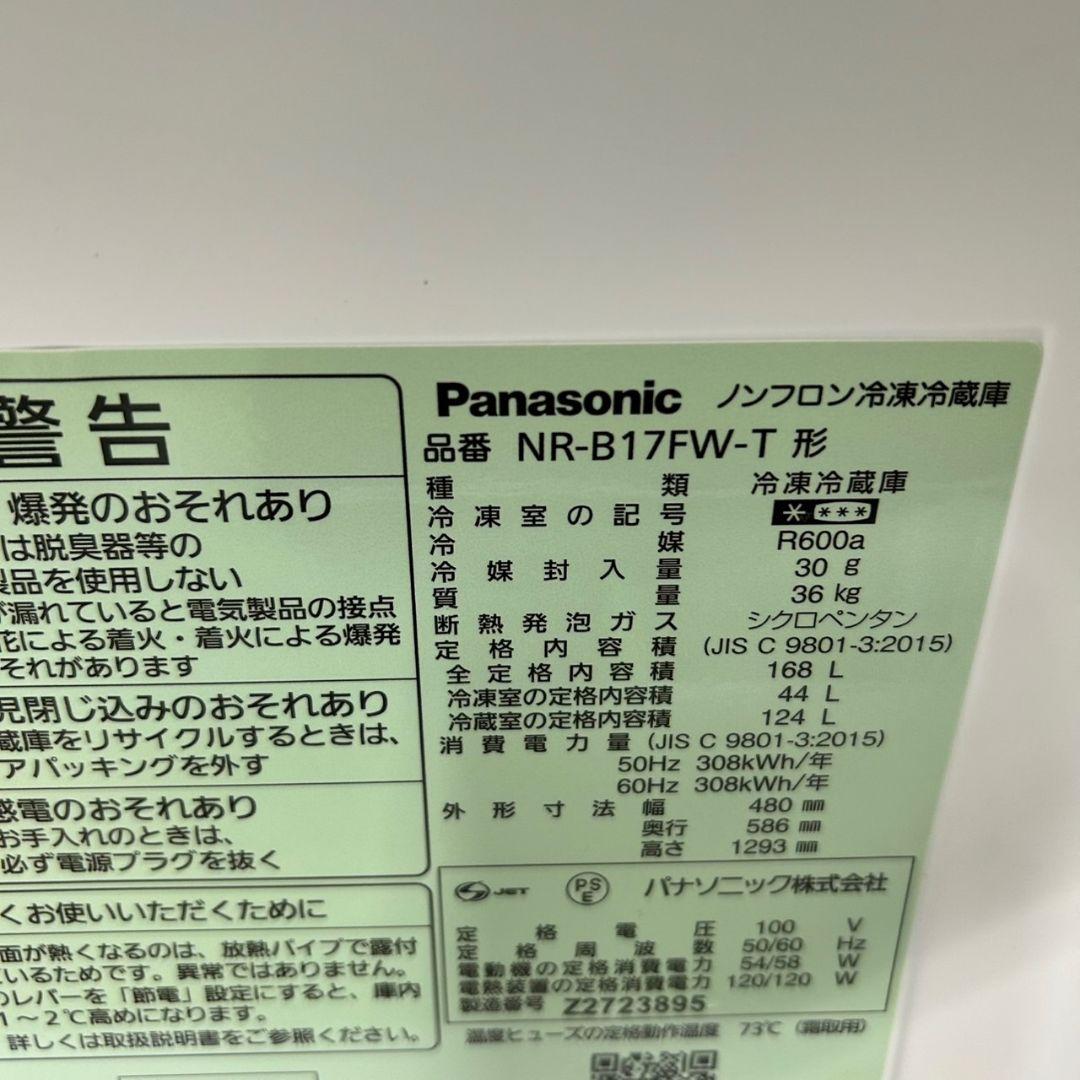 警告
爆発のおそれあり
は脱臭器等の
製品を使用しない
が漏れていると電気製品の接点
花による着火・着火による爆発
それがあります
児閉じ込みのおそれあり
蔵庫をリサイクルするときは、
アパッキングを外す
感電のおそれあり
お手入れのときは、
必ず電源プラグを抜く
くお使いいただくために
面が熱くなるのは、放熱パイプで露付
いるためです。異常ではありません。
のレバーを「節電」設定にすると、庫内
1~2℃高めになります。
詳しくは取扱説明書をご参照ください。
Panasonic ノンフロン冷凍冷蔵庫
品番 NR-B17FW-T 形
種類 冷凍冷蔵庫
冷凍室の記号 * ***
冷媒 R600a
冷媒封入量 30 g
質量 36 kg
断熱発泡ガス シクロペンタン
定格内容積 (JIS C 9801-3:2015)
全定格内容積 168 L
冷凍室の定格内容積 44 L
冷蔵室の定格内容積 124 L
消費電力量 (JIS C 9801-3:2015)
50Hz 308kWh/年
60Hz 308kWh/年
外形寸法 幅 480 mm
奥行 586 mm
高さ 1293 mm
JET PSE パナソニック株式会社
定格電圧 100 V
定格周波数 50/60 Hz
電動機の定格消費電力 54/58 W
電熱装置の定格消費電力 120/120 W
製造番号 Z2723895
温度ヒューズの定格動作温度 73℃ (霜取用)